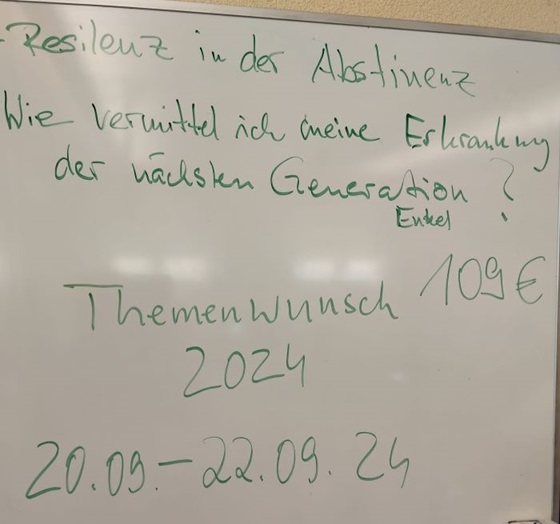 - Resilenz in der Abstinenz
Wie vermittel ich meine Erkrankung
der nächsten Generation ?
Enkel
109 €
Themenwunsch
2024
20.09.-22.09.24